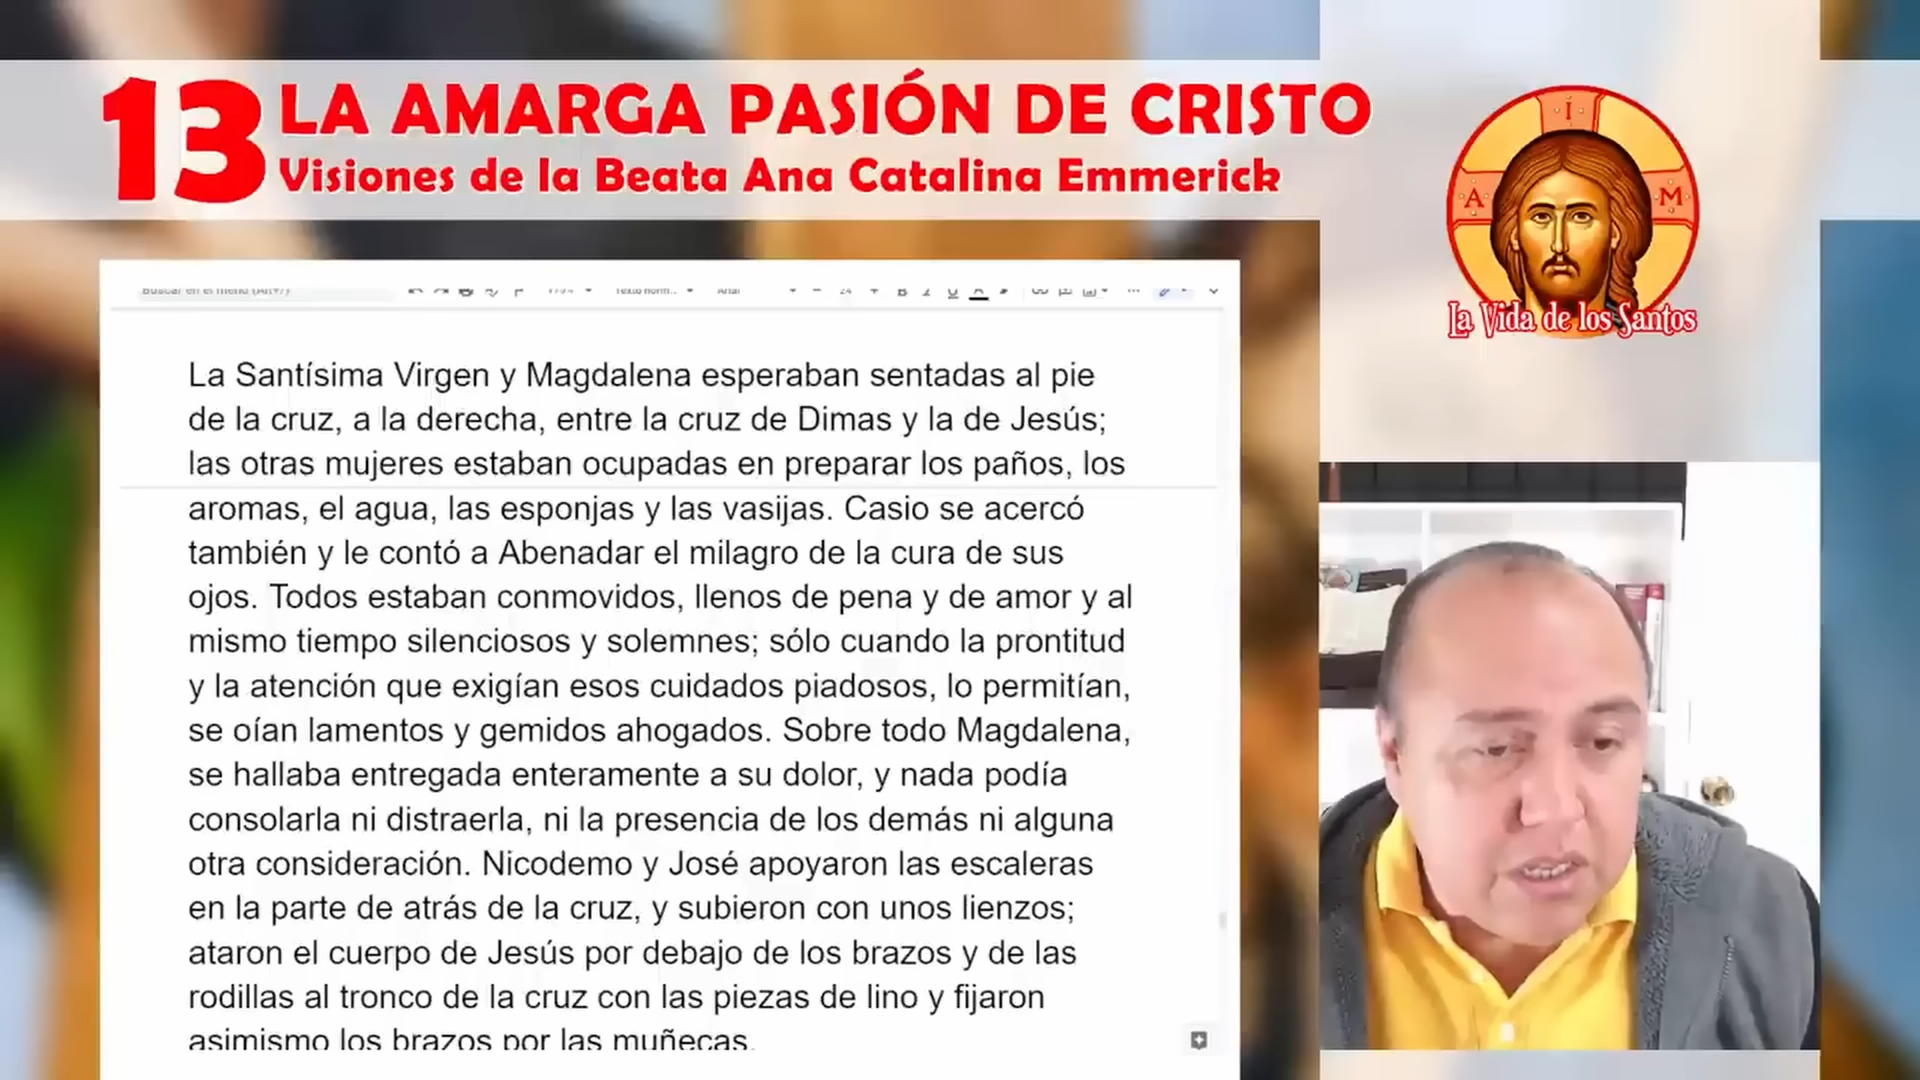 13 LA AMARGA PASIÓN DE CRISTO
Visiones de la Beata Ana Catalina Emmerick
I
A M
La Vida de los Santos
Buscar en el menú (Alt+/)
La Santísima Virgen y Magdalena esperaban sentadas al pie
de la cruz, a la derecha, entre la cruz de Dimas y la de Jesús;
las otras mujeres estaban ocupadas en preparar los paños, los
aromas, el agua, las esponjas y las vasijas. Casio se acercó
también y le contó a Abenadar el milagro de la cura de sus
ojos. Todos estaban conmovidos, llenos de pena y de amor y al
mismo tiempo silenciosos y solemnes; sólo cuando la prontitud
y la atención que exigían esos cuidados piadosos, lo permitían,
se oían lamentos y gemidos ahogados. Sobre todo Magdalena,
se hallaba entregada enteramente a su dolor, y nada podía
consolarla ni distraerla, ni la presencia de los demás ni alguna
otra consideración. Nicodemo y José apoyaron las escaleras
en la parte de atrás de la cruz, y subieron con unos lienzos;
ataron el cuerpo de Jesús por debajo de los brazos y de las
rodillas al tronco de la cruz con las piezas de lino y fijaron
asimismo los brazos por las muñecas.